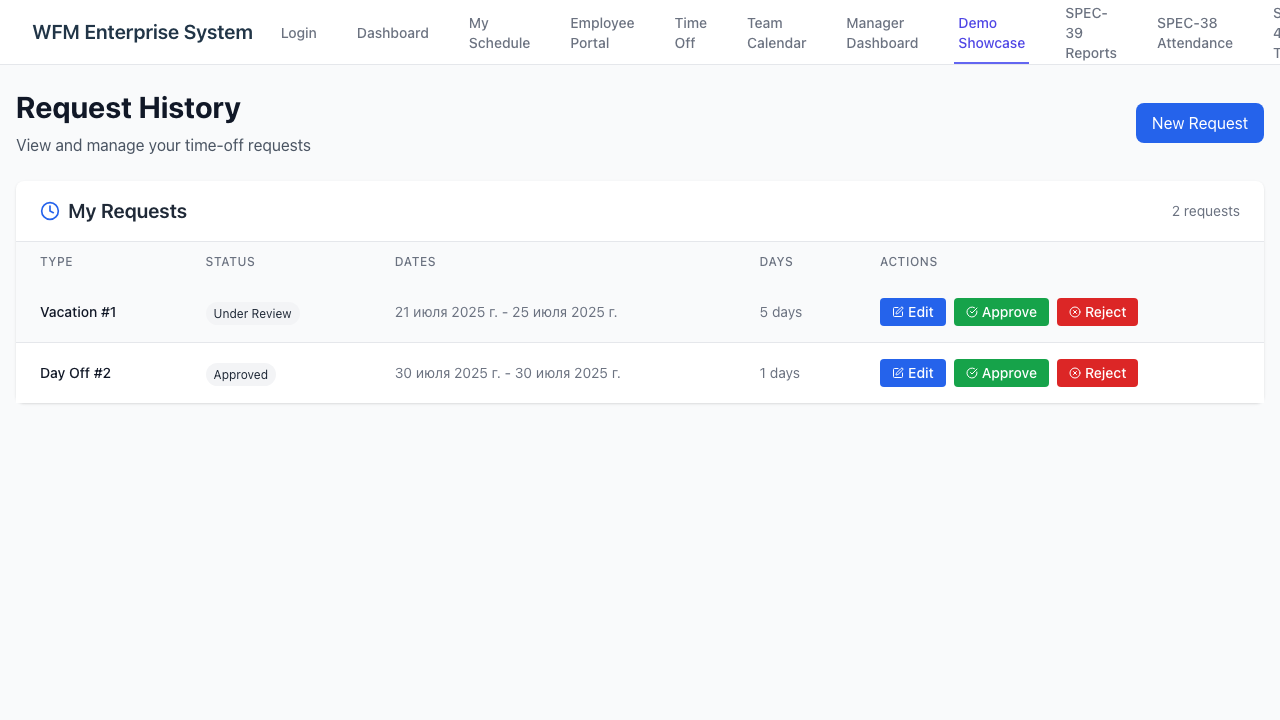 WFM Enterprise System
Login
Dashboard
My
Schedule
Employee
Portal
Time
Off
Team
Calendar
Manager
Dashboard
Demo
Showcase
SPEC-
39
Reports
SPEC-38
Attendance
Request History
View and manage your time-off requests
New Request
My Requests
2 requests
TYPE STATUS DATES DAYS ACTIONS
Vacation #1 Under Review 21 июля 2025 г. - 25 июля 2025 г. 5 days Edit Approve Reject
Day Off #2 Approved 30 июля 2025 г. - 30 июля 2025 г. 1 days Edit Approve Reject